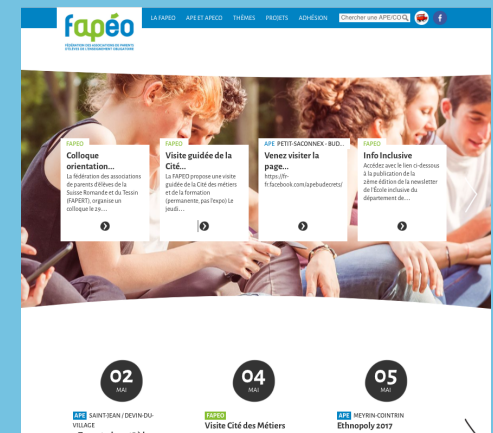 LA FAPEO APE ET APECO THÈMES PROJETS ADHÉSION Chercher une APE/CO
fapéo
FÉDÉRATION DES ASSOCIATIONS DE PARENTS
D'ÉLÈVES DE L'ENSEIGNEMENT OBLIGATOIRE
FAPEO
Colloque
orientation...
La fédération des associations
de parents d'élèves de la
Suisse Romande et du Tessin
(FAPERT), organise un
colloque le 29....
FAPEO
Visite guidée de la
Cité...
La FAPEO propose une visite
guidée de la Cité des métiers
et de la formation
(permanente, pas l'expo) Le
jeudi...
APE PETIT-SACONNEX - BUD...
Venez visiter la
page...
https://fr-
fr.facebook.com/apebudecrets/
FAPEO
Info Inclusive
Accédez avec le lien ci-dessous
à la publication de la
2ème édition de la newsletter
de l'École inclusive du
département de...
02
MAI
APE SAINT-JEAN / DEVIN-DU-
VILLAGE
04
MAI
FAPEO
Visite Cité des Métiers
05
MAI
APE MEYRIN-COINTRIN
Ethnopoly 2017